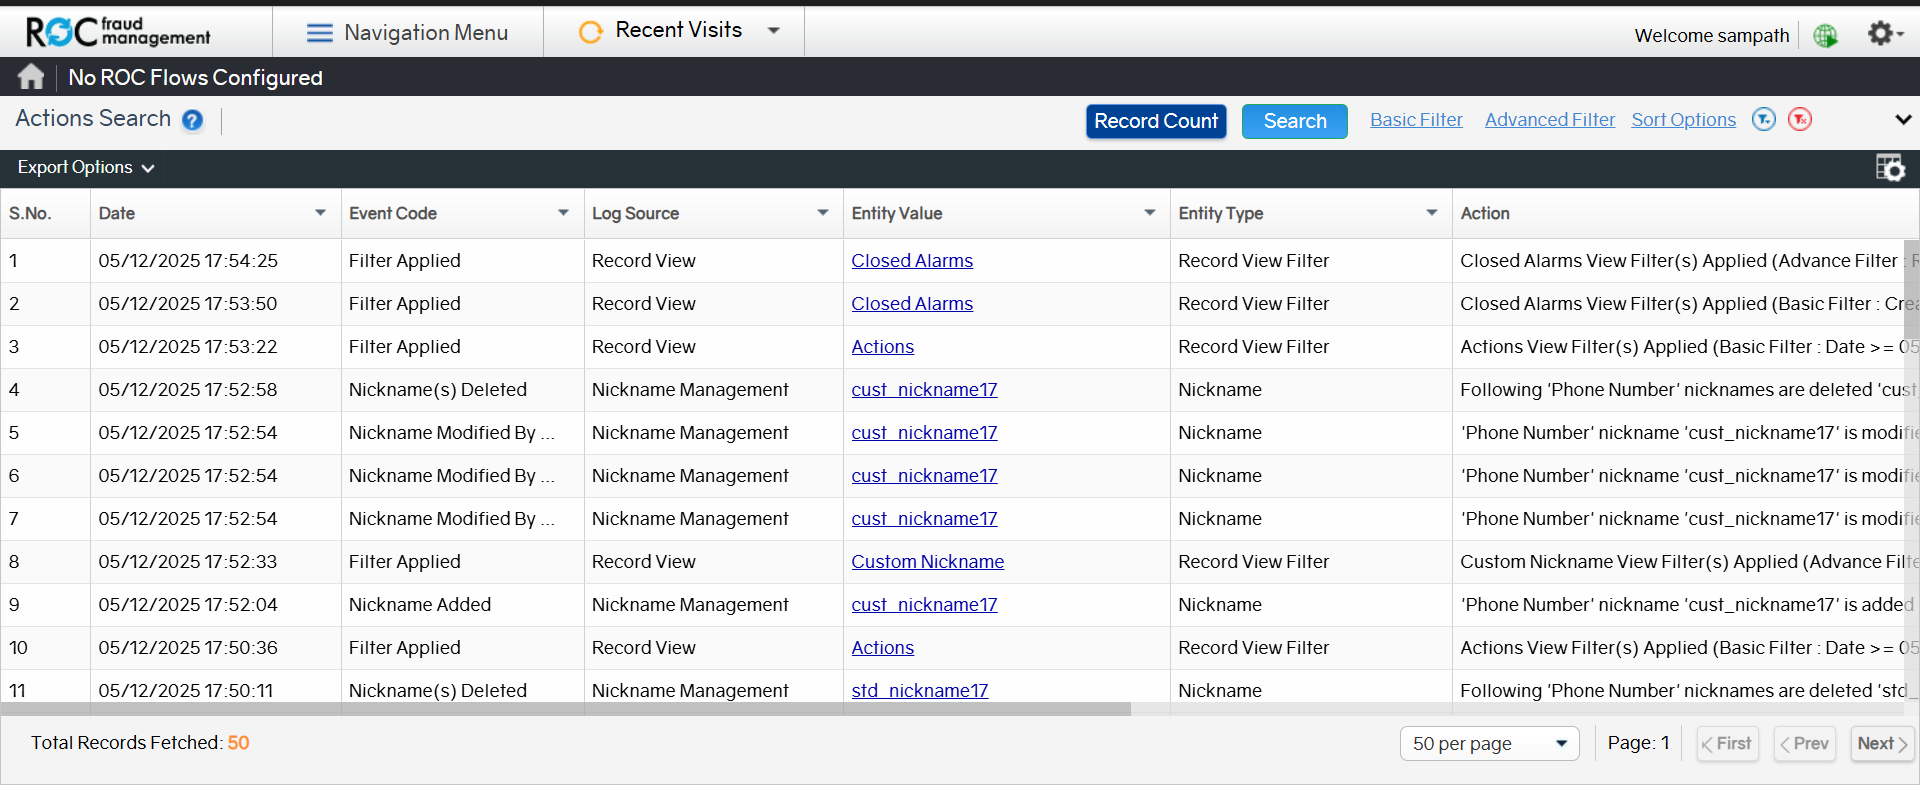 ROC fraud management
Navigation Menu
Recent Visits
Welcome sampath
No ROC Flows Configured
Actions Search ?
Record Count
Search
Basic Filter
Advanced Filter
Sort Options
Export Options
S.No. Date Event Code Log Source Entity Value Entity Type Action
1 05/12/2025 17:54:25 Filter Applied Record View Closed Alarms Record View Filter Closed Alarms View Filter(s) Applied (Advance Filter :
2 05/12/2025 17:53:50 Filter Applied Record View Closed Alarms Record View Filter Closed Alarms View Filter(s) Applied (Basic Filter : Crea
3 05/12/2025 17:53:22 Filter Applied Record View Actions Record View Filter Actions View Filter(s) Applied (Basic Filter : Date >= 05
4 05/12/2025 17:52:58 Nickname(s) Deleted Nickname Management cust_nickname17 Nickname Following 'Phone Number' nicknames are deleted 'cust_
5 05/12/2025 17:52:54 Nickname Modified By ... Nickname Management cust_nickname17 Nickname 'Phone Number' nickname 'cust_nickname17' is modifie
6 05/12/2025 17:52:54 Nickname Modified By ... Nickname Management cust_nickname17 Nickname 'Phone Number' nickname 'cust_nickname17' is modifie
7 05/12/2025 17:52:54 Nickname Modified By ... Nickname Management cust_nickname17 Nickname 'Phone Number' nickname 'cust_nickname17' is modifie
8 05/12/2025 17:52:33 Filter Applied Record View Custom Nickname Record View Filter Custom Nickname View Filter(s) Applied (Advance Filte
9 05/12/2025 17:52:04 Nickname Added Nickname Management cust_nickname17 Nickname 'Phone Number' nickname 'cust_nickname17' is added
10 05/12/2025 17:50:36 Filter Applied Record View Actions Record View Filter Actions View Filter(s) Applied (Basic Filter : Date >= 05
11 05/12/2025 17:50:11 Nickname(s) Deleted Nickname Management std_nickname17 Nickname Following 'Phone Number' nicknames are deleted 'std_
Total Records Fetched: 50
50 per page
Page: 1
First
Prev
Next